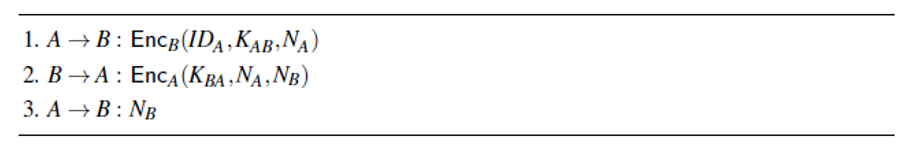 1. A → B : Enc_B(ID_A, K_AB, N_A)
2. B → A : Enc_A(K_BA, N_A, N_B)
3. A → B : N_B